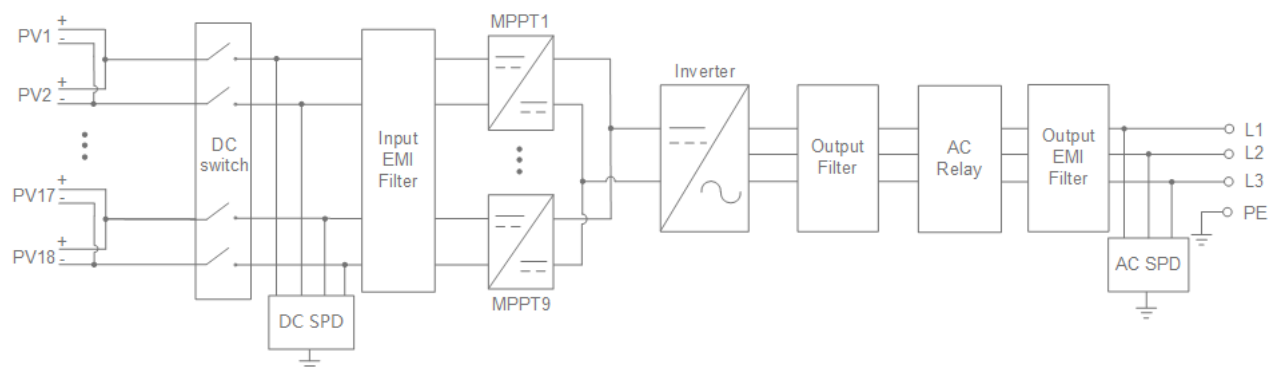 PV1
+
-
PV2
+
-
PV17
+
-
PV18
+
-
DC
switch
DC SPD
Input
EMI
Filter
MPPT1
MPPT9
Inverter
Output
Filter
AC
Relay
Output
EMI
Filter
L1
L2
L3
PE
AC SPD